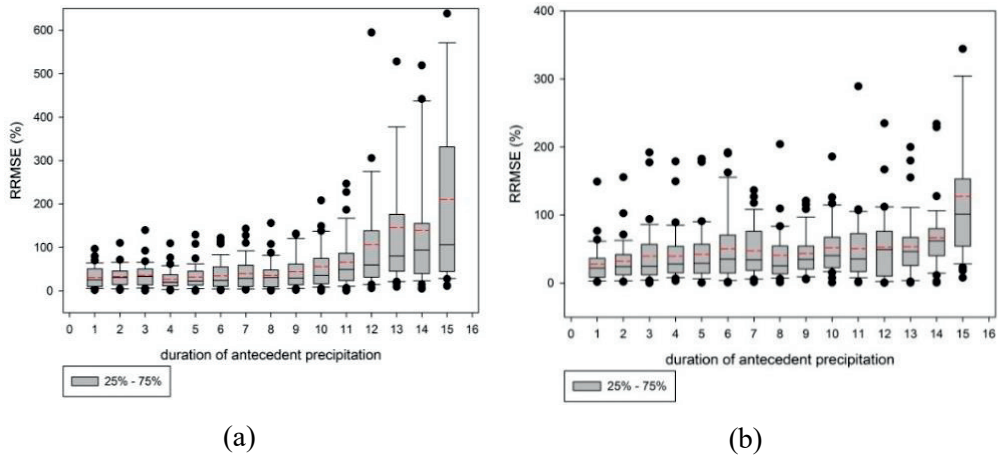 600
500
400
300
200
100
0
RRMSE (%)
0 1 2 3 4 5 6 7 8 9 10 11 12 13 14 15 16
duration of antecedent precipitation
25% - 75%
(a)
400
300
200
100
0
RRMSE (%)
0 1 2 3 4 5 6 7 8 9 10 11 12 13 14 15 16
duration of antecedent precipitation
25% - 75%
(b)